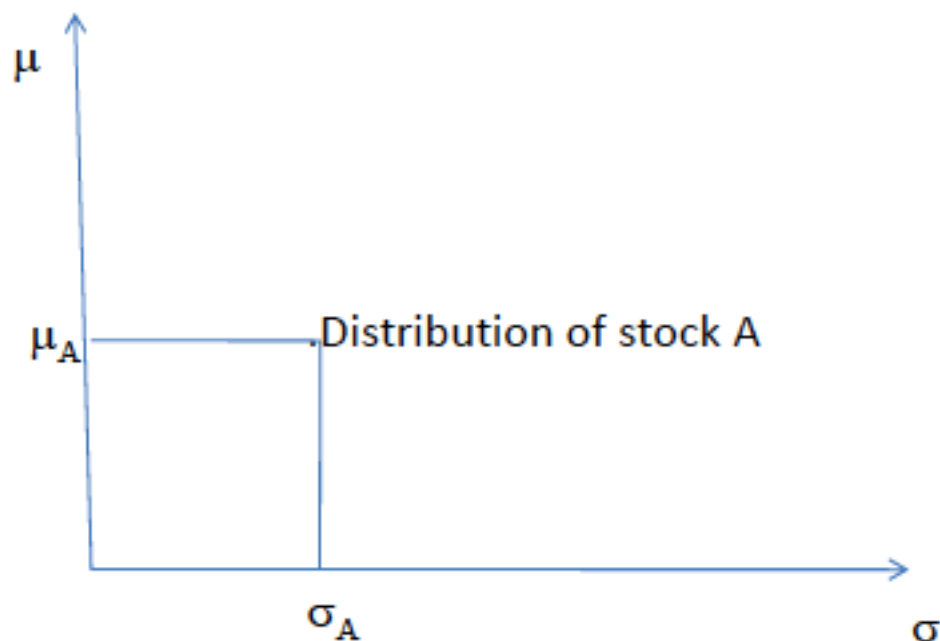 μ
μA
.Distribution of stock A
σA
σ